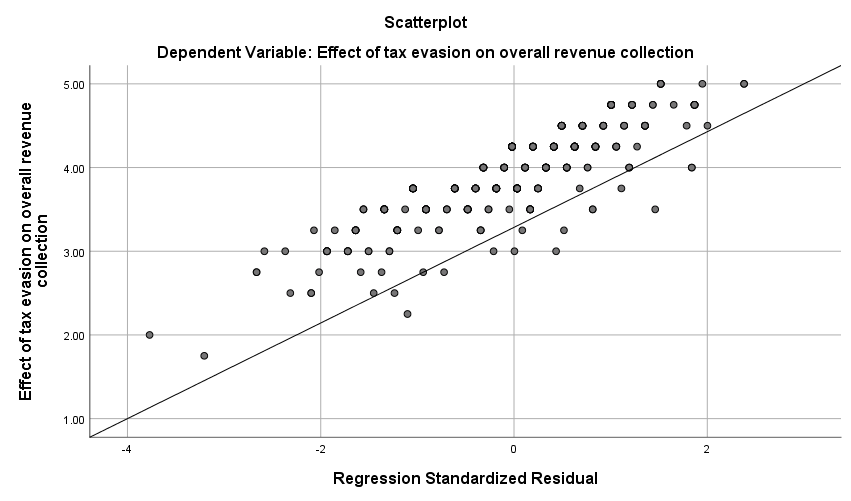 Scatterplot
Dependent Variable: Effect of tax evasion on overall revenue collection
Effect of tax evasion on overall revenue
collection
5.00
4.00
3.00
2.00
1.00
-4
-2
0
2
Regression Standardized Residual